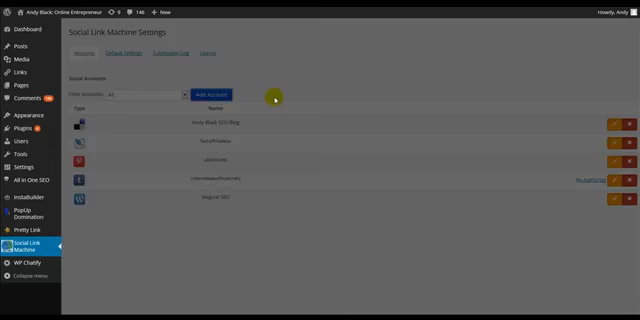 Andy Black: Online Entrepreneur 9 146 + New Howdy, Andy
Dashboard
Posts
Media
Links
Pages
Comments
Appearance
Plugins
Users
Tools
Settings
All in One SEO
InstaBuilder
PopUp
Domination
Pretty Link
Social Link
Machine
WP Chatify
Collapse menu
Social Link Machine Settings
Accounts Default Settings Submission Log License
Social Accounts
Filter accounts: All Add Account
Type Name
Andy Black SEO Blog
Magical SEO